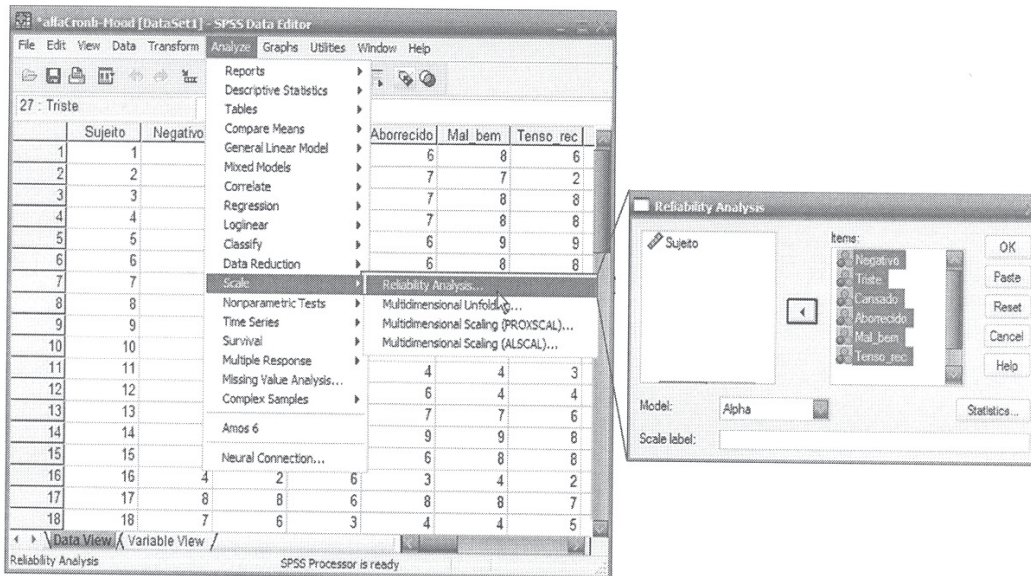 *alfaCronb-Mood [DataSet1] - SPSS Data Editor
File Edit View Data Transform Analyze Graphs Utilities Window Help
27 : Triste
Sujeito Negativo Aborrecido Mal_bem Tenso_rec
1 1 6 8 6
2 2 7 7 2
3 3 7 8 8
4 4 7 8 8
5 5 6 9 9
6 6 6 8 8
7 7
8 8
9 9
10 10
11 11 4 4 3
12 12 6 4 4
13 13 7 7 6
14 14 9 9 8
15 15 6 8 8
16 16 4 2 6 3 4 2
17 17 8 8 6 8 8 7
18 18 7 6 3 4 4 5
Data View Variable View
Reliability Analysis SPSS Processor is ready
Reports
Descriptive Statistics
Tables
Compare Means
General Linear Model
Mixed Models
Correlate
Regression
Loglinear
Classify
Data Reduction
Scale
Nonparametric Tests
Time Series
Survival
Multiple Response
Missing Value Analysis...
Complex Samples
Amos 6
Neural Connection...
Reliability Analysis...
Multidimensional Unfolding...
Multidimensional Scaling (PROXSCAL)...
Multidimensional Scaling (ALSCAL)...
Reliability Analysis
Sujeito
Items:
Negativo
Triste
Cansado
Aborrecido
Mal_bem
Tenso_rec
OK
Paste
Reset
Cancel
Help
Model: Alpha
Statistics...
Scale label: